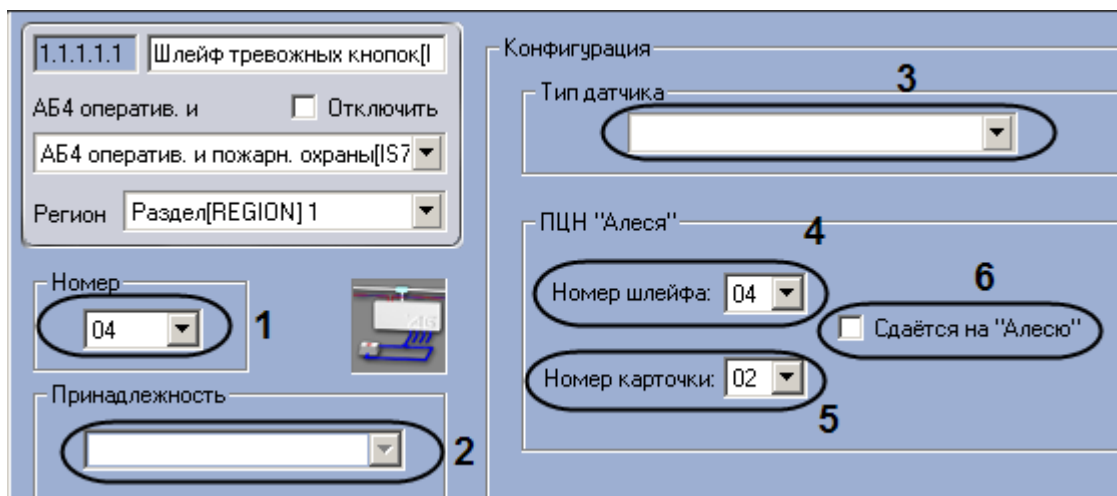 1.1.1.1.1 Шлейф тревожных кнопок[I
АБ4 оператив. и Отключить
АБ4 оператив. и пожарн. охраны[IS7
Регион Раздел[REGION] 1
Номер
04 1
Принадлежность
2
Конфигурация
3
Тип датчика
ПЦН "Алеся"
4
Номер шлейфа: 04
6
Сдаётся на "Алесю"
Номер карточки: 02
5